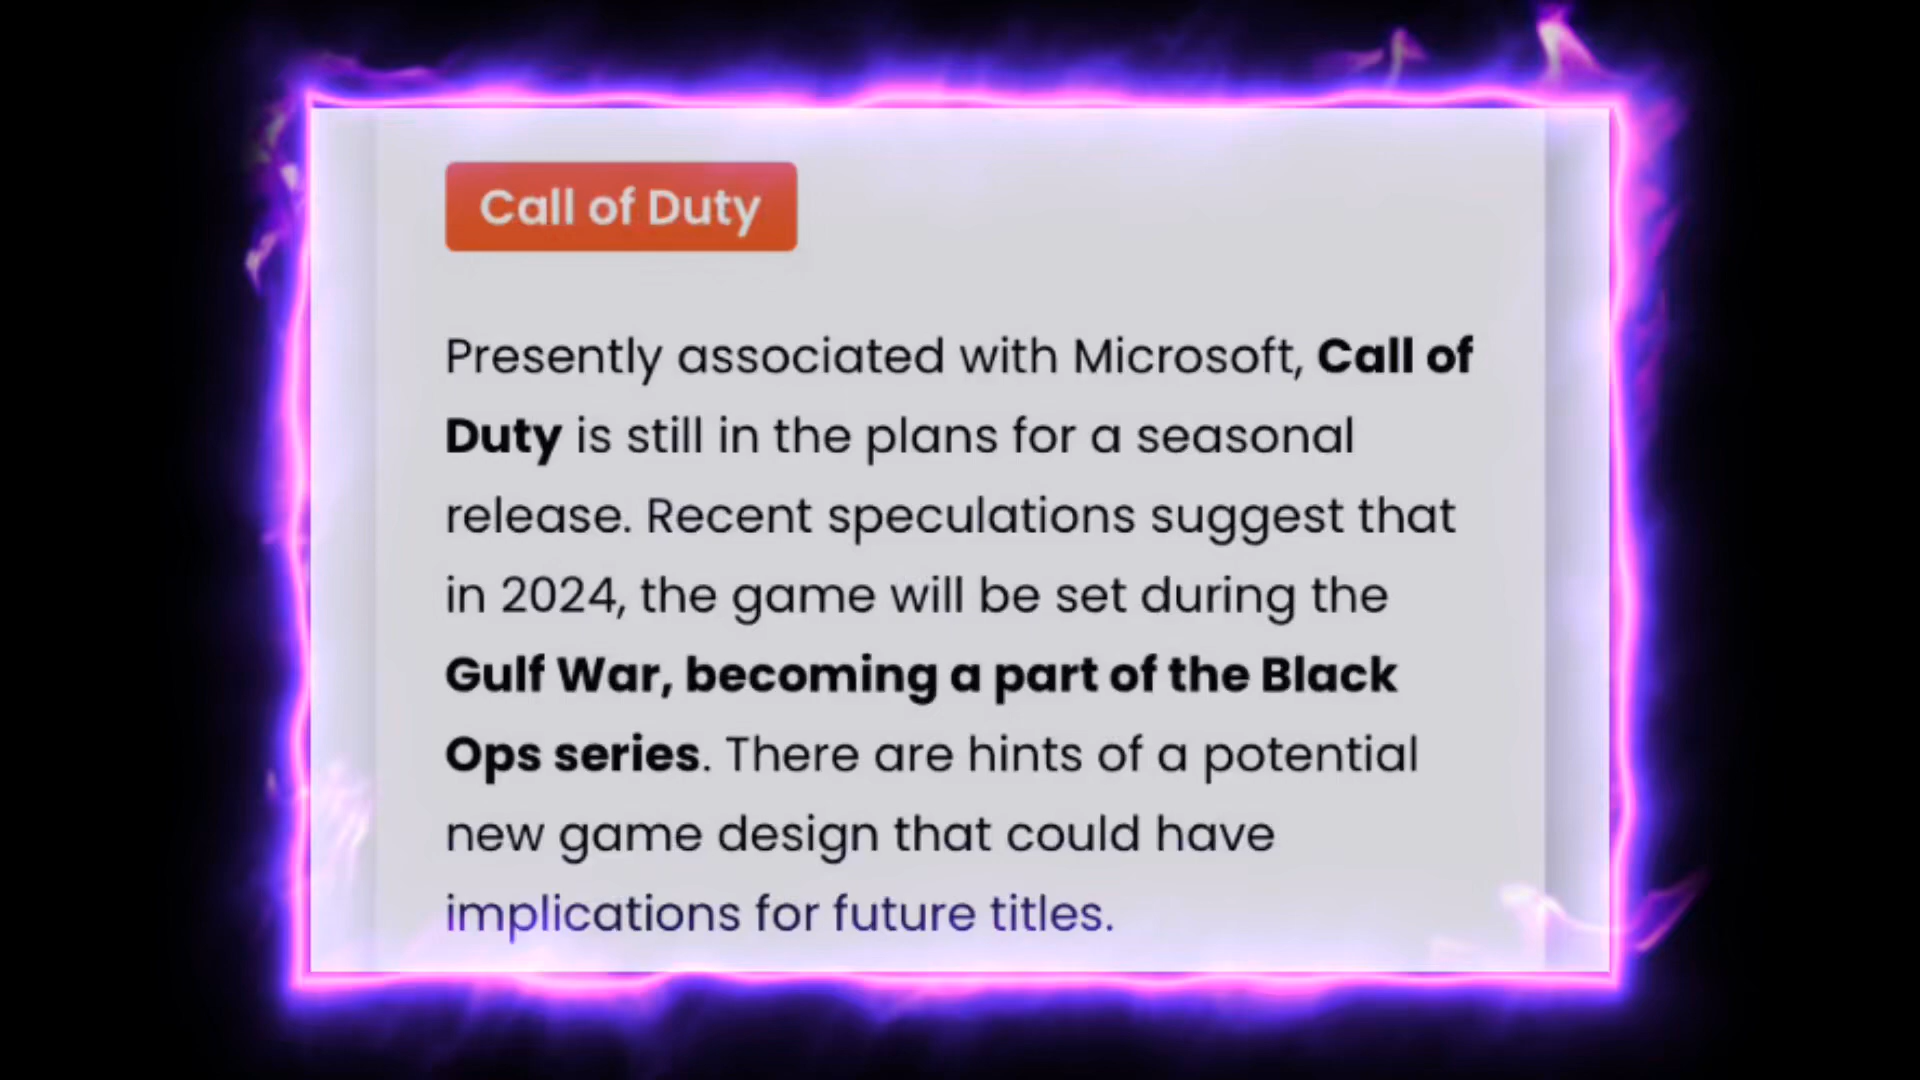 Call of Duty
Presently associated with Microsoft, Call of
Duty is still in the plans for a seasonal
release. Recent speculations suggest that
in 2024, the game will be set during the
Gulf War, becoming a part of the Black
Ops series. There are hints of a potential
new game design that could have
implications for future titles.